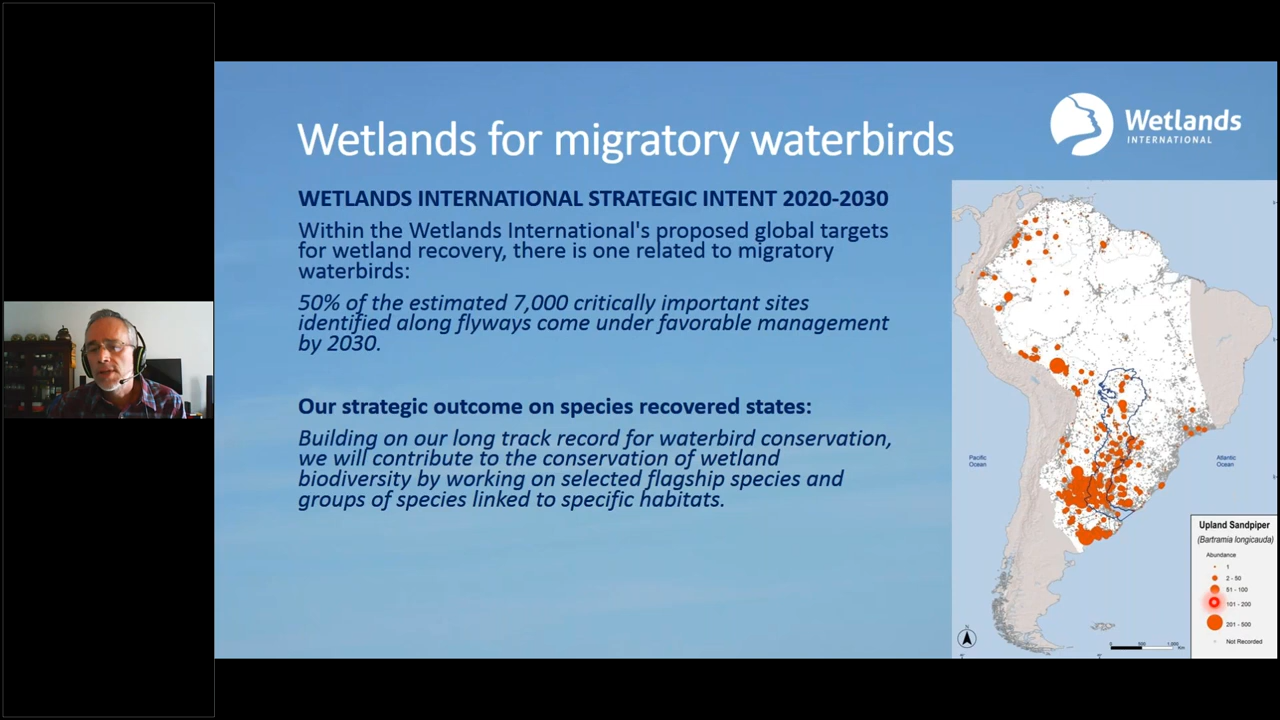 Wetlands for migratory waterbirds
Wetlands
INTERNATIONAL
WETLANDS INTERNATIONAL STRATEGIC INTENT 2020-2030
Within the Wetlands International's proposed global targets
for wetland recovery, there is one related to migratory
waterbirds:
50% of the estimated 7,000 critically important sites
identified along flyways come under favorable management
by 2030.
Our strategic outcome on species recovered states:
Building on our long track record for waterbird conservation,
we will contribute to the conservation of wetland
biodiversity by working on selected flagship species and
groups of species linked to specific habitats.
Pacific
Ocean
Atlantic
Ocean
Upland Sandpiper
(Bartramia longicauda)
Abundance
1
2 - 50
51 - 100
101 - 200
201 - 500
Not Recorded
N
Km